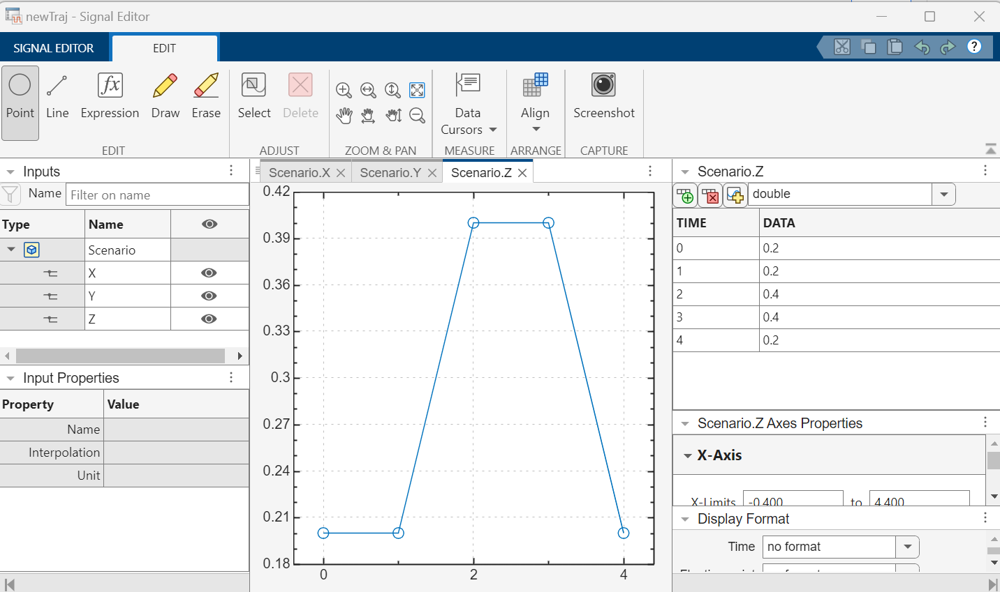 newTraj - Signal Editor
SIGNAL EDITOR
EDIT
?
fx
Point
Line
Expression
Draw
Erase
Select
Delete
Data
Cursors
Align
Screenshot
EDIT
ADJUST
ZOOM & PAN
MEASURE
ARRANGE
CAPTURE
Inputs
Name
Filter on name
Type Name
Scenario
X
Y
Z
Input Properties
Property Value
Name
Interpolation
Unit
Scenario.X
Scenario.Y
Scenario.Z
0.42
0.39
0.36
0.33
0.3
0.27
0.24
0.21
0.18
0 2 4
Scenario.Z
double
TIME DATA
0 0.2
1 0.2
2 0.4
3 0.4
4 0.2
Scenario.Z Axes Properties
X-Axis
X-Limits -0.400 to 4.400
Display Format
Time no format